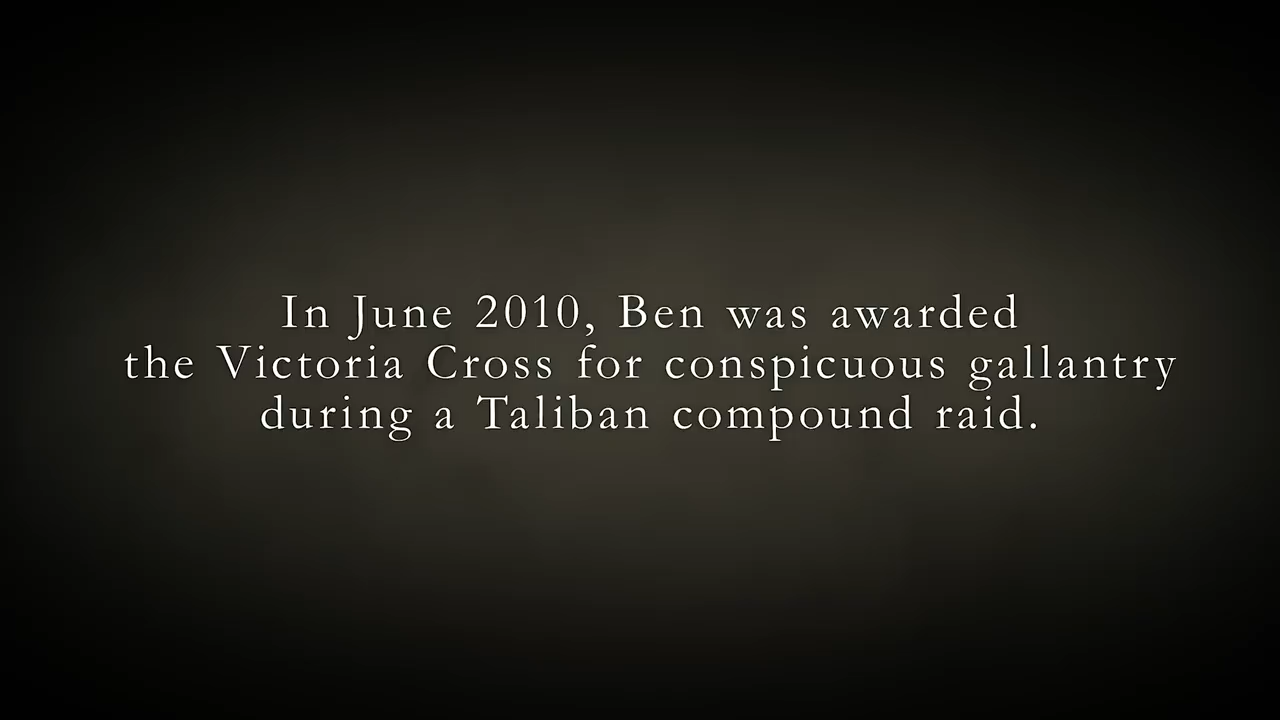 In June 2010, Ben was awarded
the Victoria Cross for conspicuous gallantry
during a Taliban compound raid.